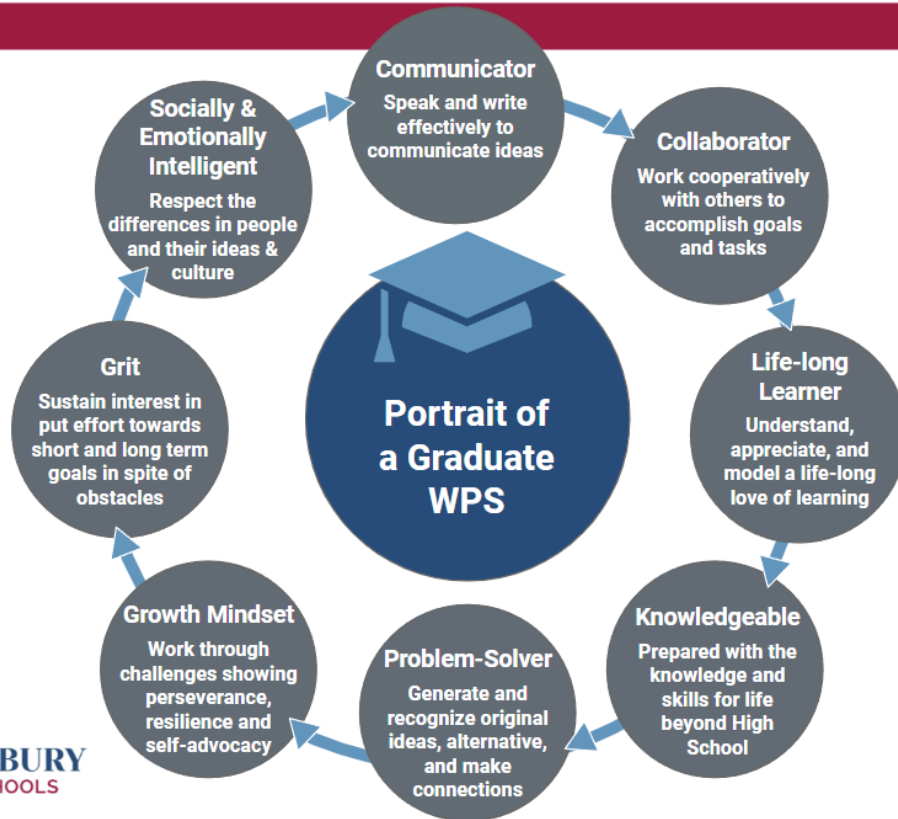 Communicator
Speak and write
effectively to
communicate ideas
Collaborator
Work cooperatively
with others to
accomplish goals
and tasks
Life-long
Learner
Understand,
appreciate, and
model a life-long
love of learning
Knowledgeable
Prepared with the
knowledge and
skills for life
beyond High
School
Problem-Solver
Generate and
recognize original
ideas, alternative,
and make
connections
Growth Mindset
Work through
challenges showing
perseverance,
resilience and
self-advocacy
Grit
Sustain interest in
put effort towards
short and long term
goals in spite of
obstacles
Socially &
Emotionally
Intelligent
Respect the
differences in people
and their ideas &
culture
Portrait of
a Graduate
WPS
BURY
HOOLS